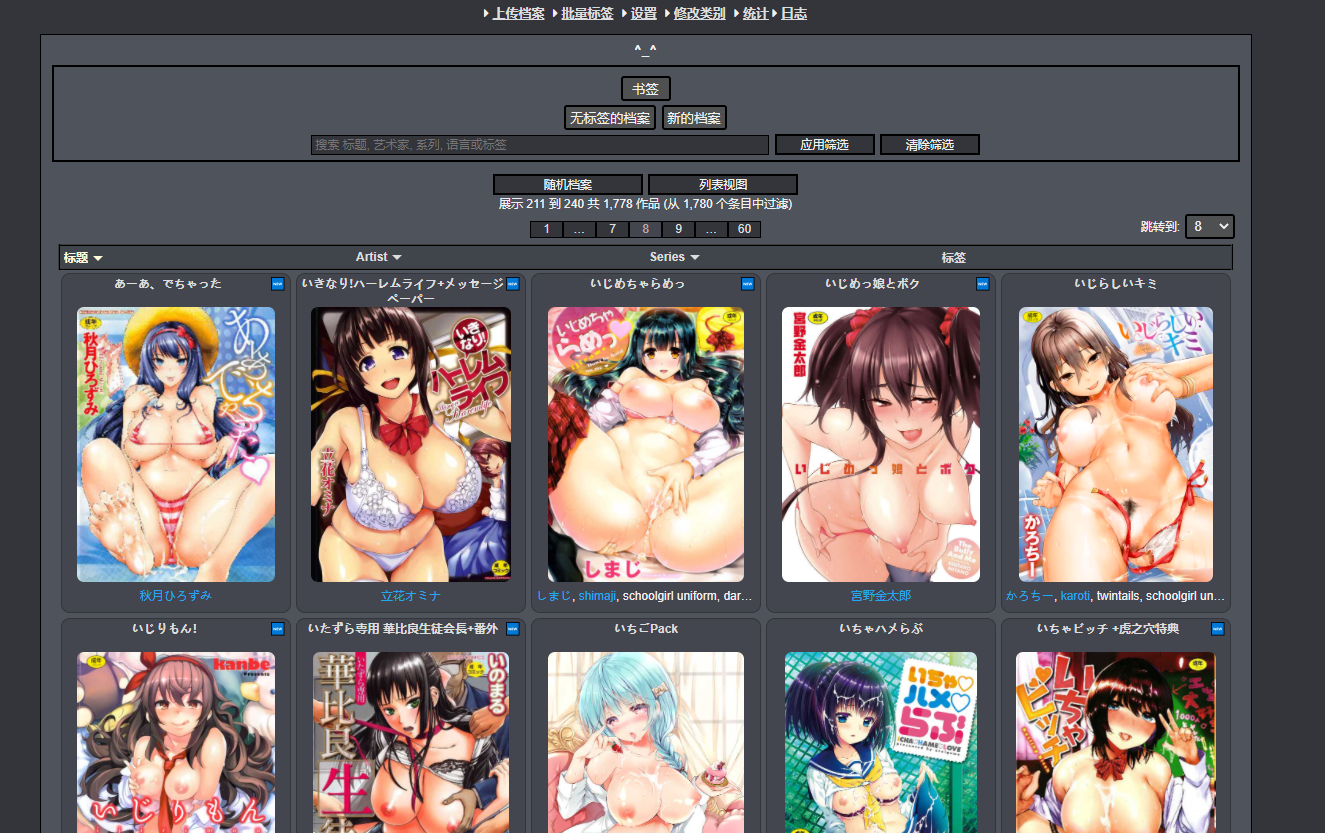 上传档案 批量标签 设置 修改类别 统计 日志
^_^
书签
无标签的档案 新的档案
搜索 标题, 艺术家, 系列, 语言或标签 应用筛选 清除筛选
随机档案 列表视图
展示 211 到 240 共 1,778 作品 (从 1,780 个条目中过滤)
1 ... 7 8 9 ... 60
跳转到: 8
标题 Artist Series 标签
あーあ、でちゃった
いきなり!ハーレムライフ+メッセージ
ペーパー
いじめちゃらめっ
いじめっ娘とボク
いじらしいキミ
秋月ひろずみ
立花オミナ
しまじ, shimaji, schoolgirl uniform, dar...
宮野金太郎
かろちー, karoti, twintails, schoolgirl un...
いじりもん!
いたずら専用 華比良生徒会長+番外
いちごPack
いちゃハメらぶ
いちゃビッチ +虎之穴特典